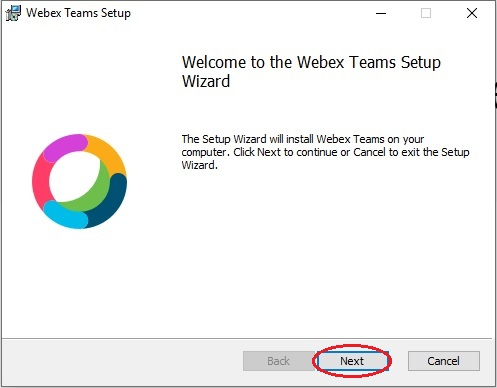 Webex Teams Setup
Welcome to the Webex Teams Setup
Wizard
The Setup Wizard will install Webex Teams on your
computer. Click Next to continue or Cancel to exit the Setup
Wizard.
Back Next Cancel